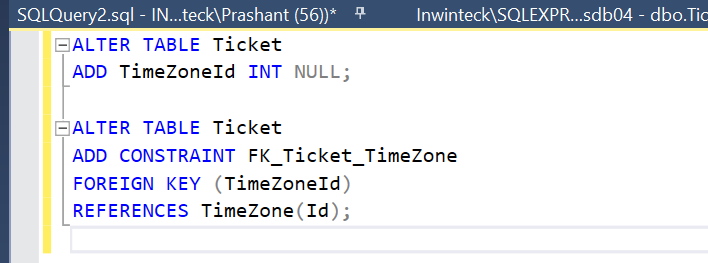 SQLQuery2.sql - IN...teck\Prashant (56))*
Inwinteck\SQLEXPR...sdb04 - dbo.Tic
ALTER TABLE Ticket
ADD TimeZoneId INT NULL;
ALTER TABLE Ticket
ADD CONSTRAINT FK_Ticket_TimeZone
FOREIGN KEY (TimeZoneId)
REFERENCES TimeZone(Id);